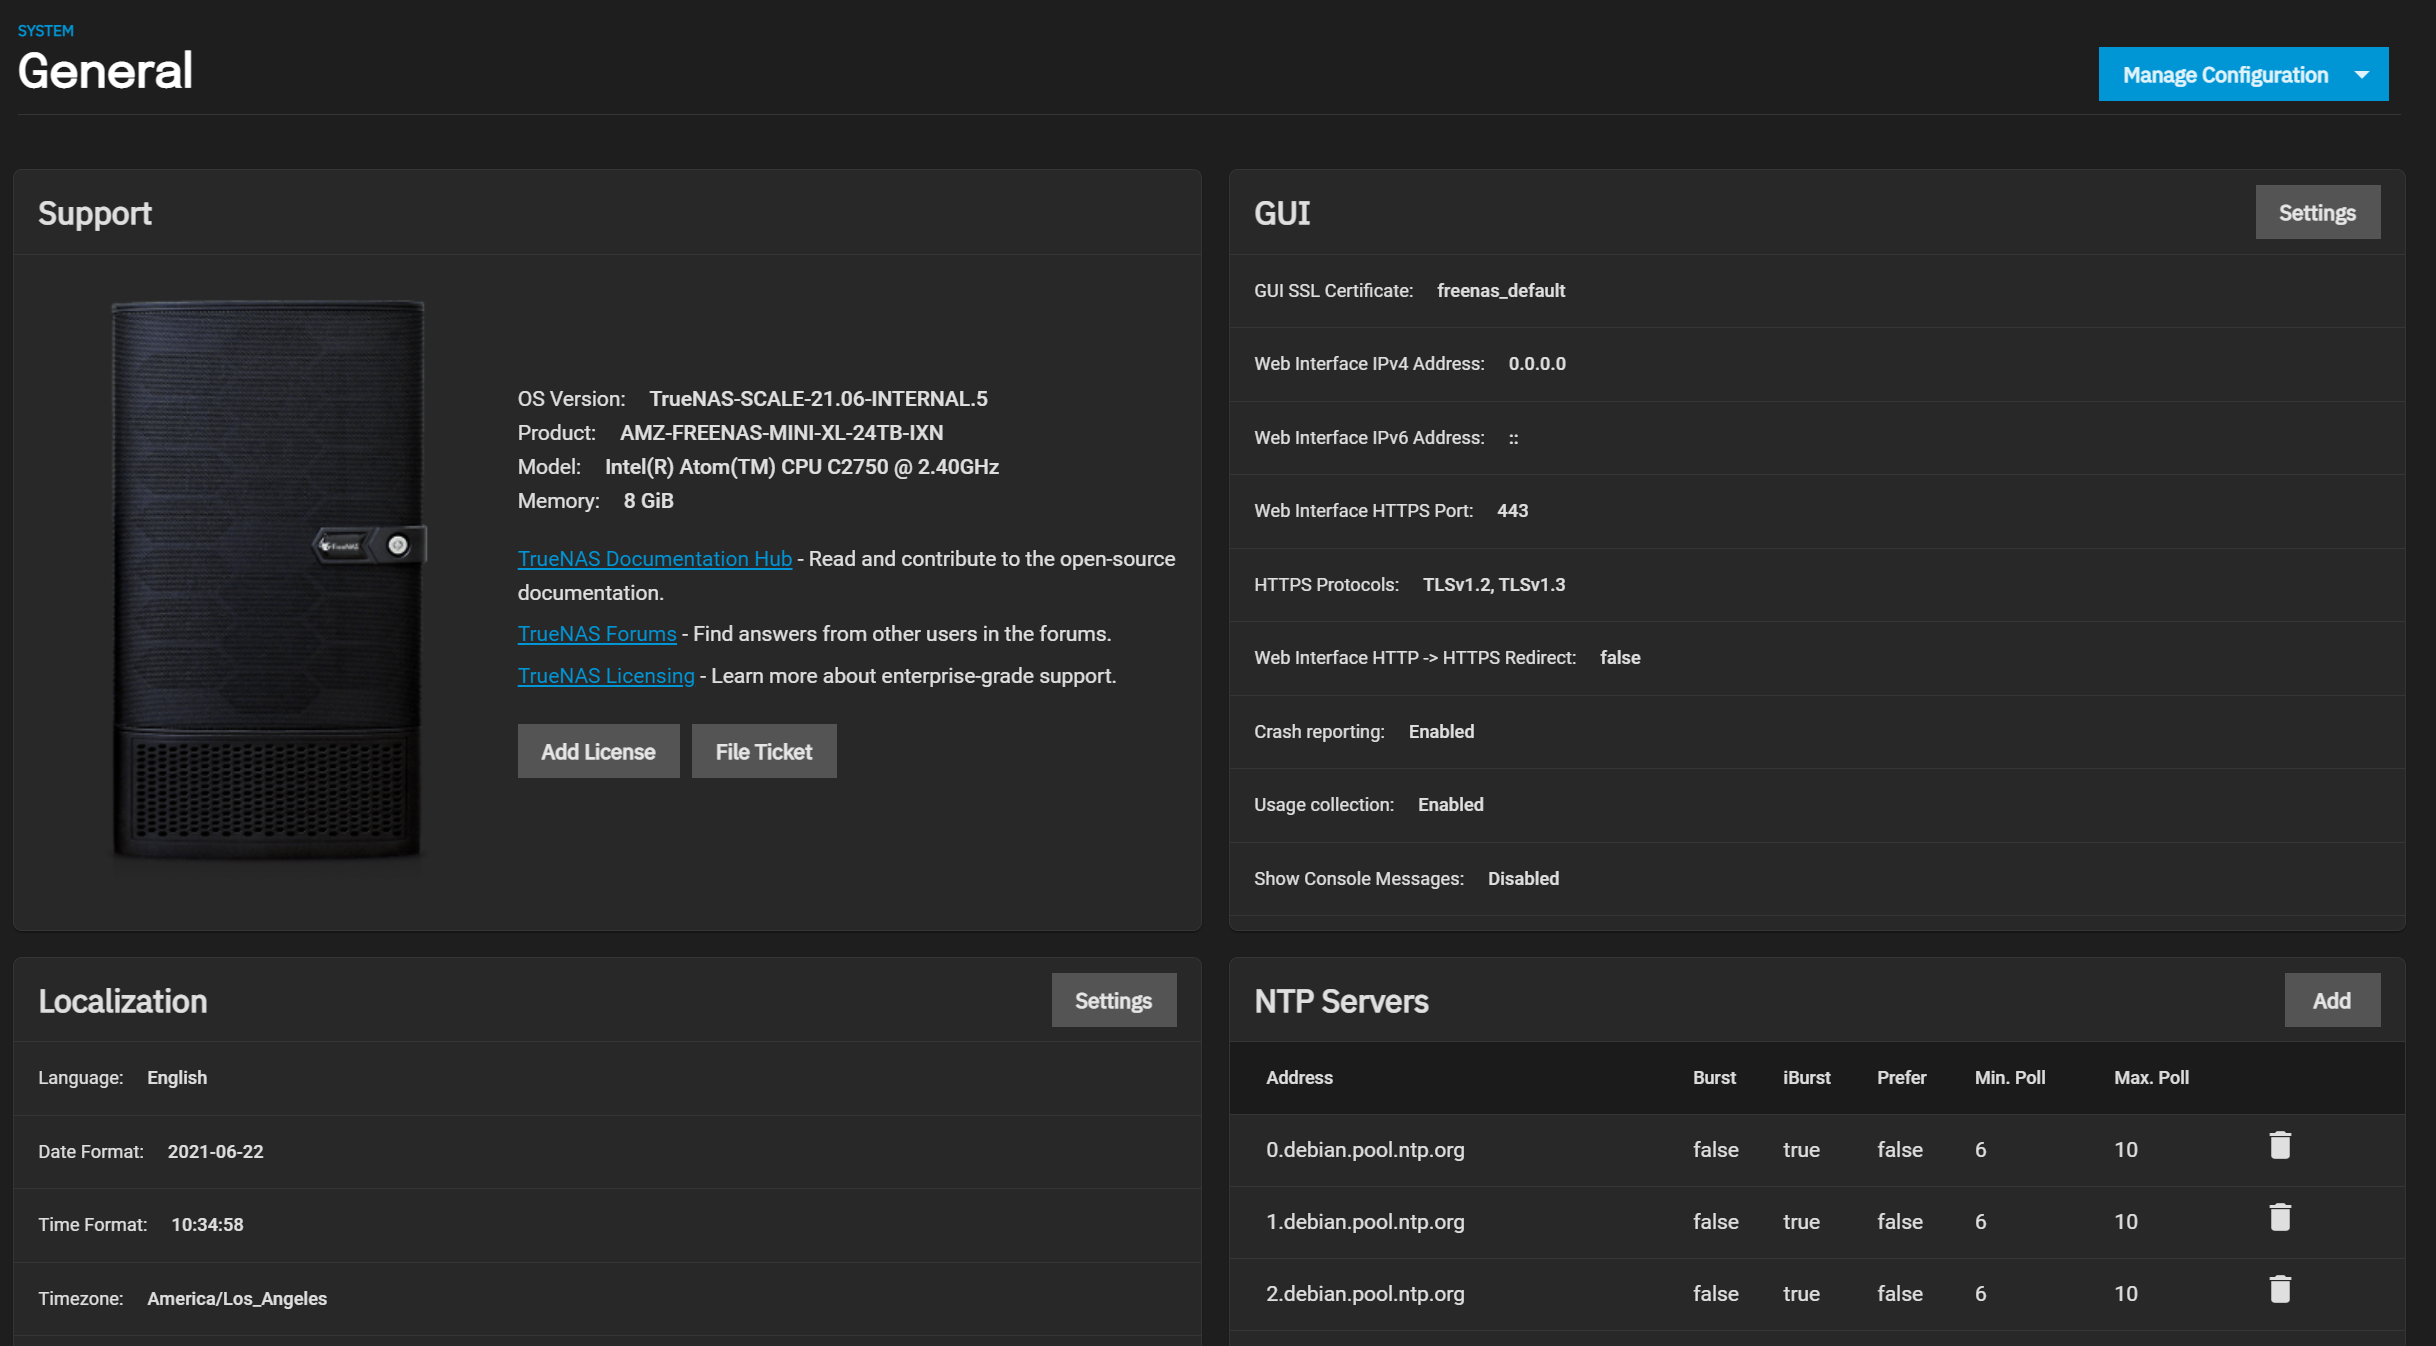 SYSTEM
General
Manage Configuration
Support
OS Version: TrueNAS-SCALE-21.06-INTERNAL.5
Product: AMZ-FREENAS-MINI-XL-24TB-IXN
Model: Intel(R) Atom(TM) CPU C2750 @ 2.40GHz
Memory: 8 GiB
TrueNAS Documentation Hub - Read and contribute to the open-source
documentation.
TrueNAS Forums - Find answers from other users in the forums.
TrueNAS Licensing - Learn more about enterprise-grade support.
Add License File Ticket
FreeNAS
GUI
Settings
GUI SSL Certificate: freenas_default
Web Interface IPv4 Address: 0.0.0.0
Web Interface IPv6 Address: ::
Web Interface HTTPS Port: 443
HTTPS Protocols: TLSv1.2, TLSv1.3
Web Interface HTTP -> HTTPS Redirect: false
Crash reporting: Enabled
Usage collection: Enabled
Show Console Messages: Disabled
Localization
Settings
Language: English
Date Format: 2021-06-22
Time Format: 10:34:58
Timezone: America/Los_Angeles
NTP Servers
Add
Address Burst iBurst Prefer Min. Poll Max. Poll
0.debian.pool.ntp.org false true false 6 10
1.debian.pool.ntp.org false true false 6 10
2.debian.pool.ntp.org false true false 6 10